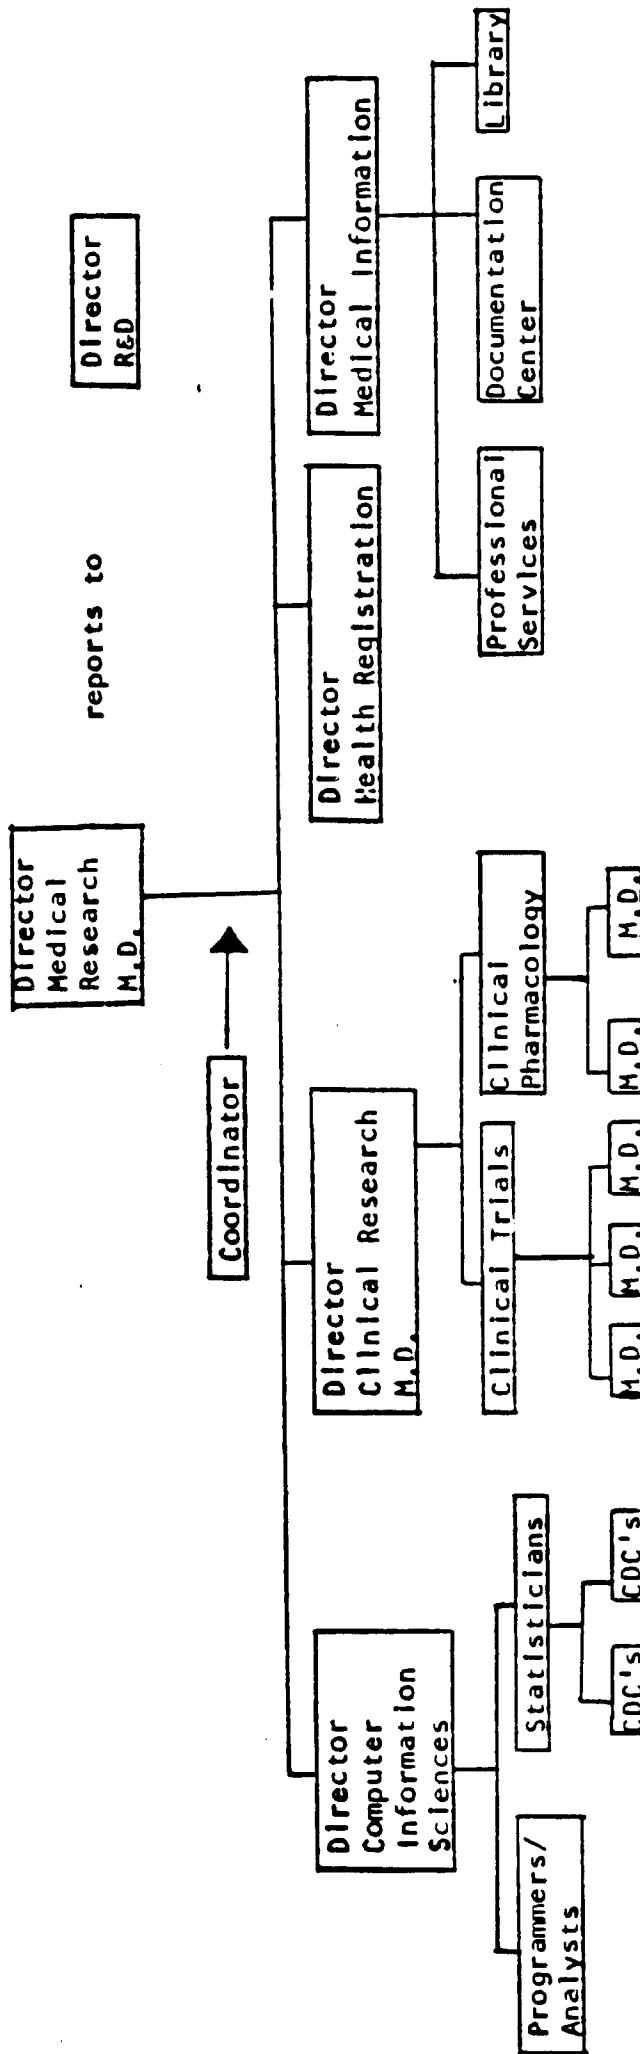 Director
Medical
Research
M.D.
reports to
Director
R&D
Coordinator
Director
Computer
Information
Sciences
Director
Clinical Research
M.D.
Director
Health Registration
Director
Medical Information
Programmers/
Analysts
Statisticians
Clinical Trials
Clinical
Pharmacology
Professional
Services
Documentation
Center
Library
CDC's
CDC's
M.D.
M.D.
M.D.
M.D.
M.D.